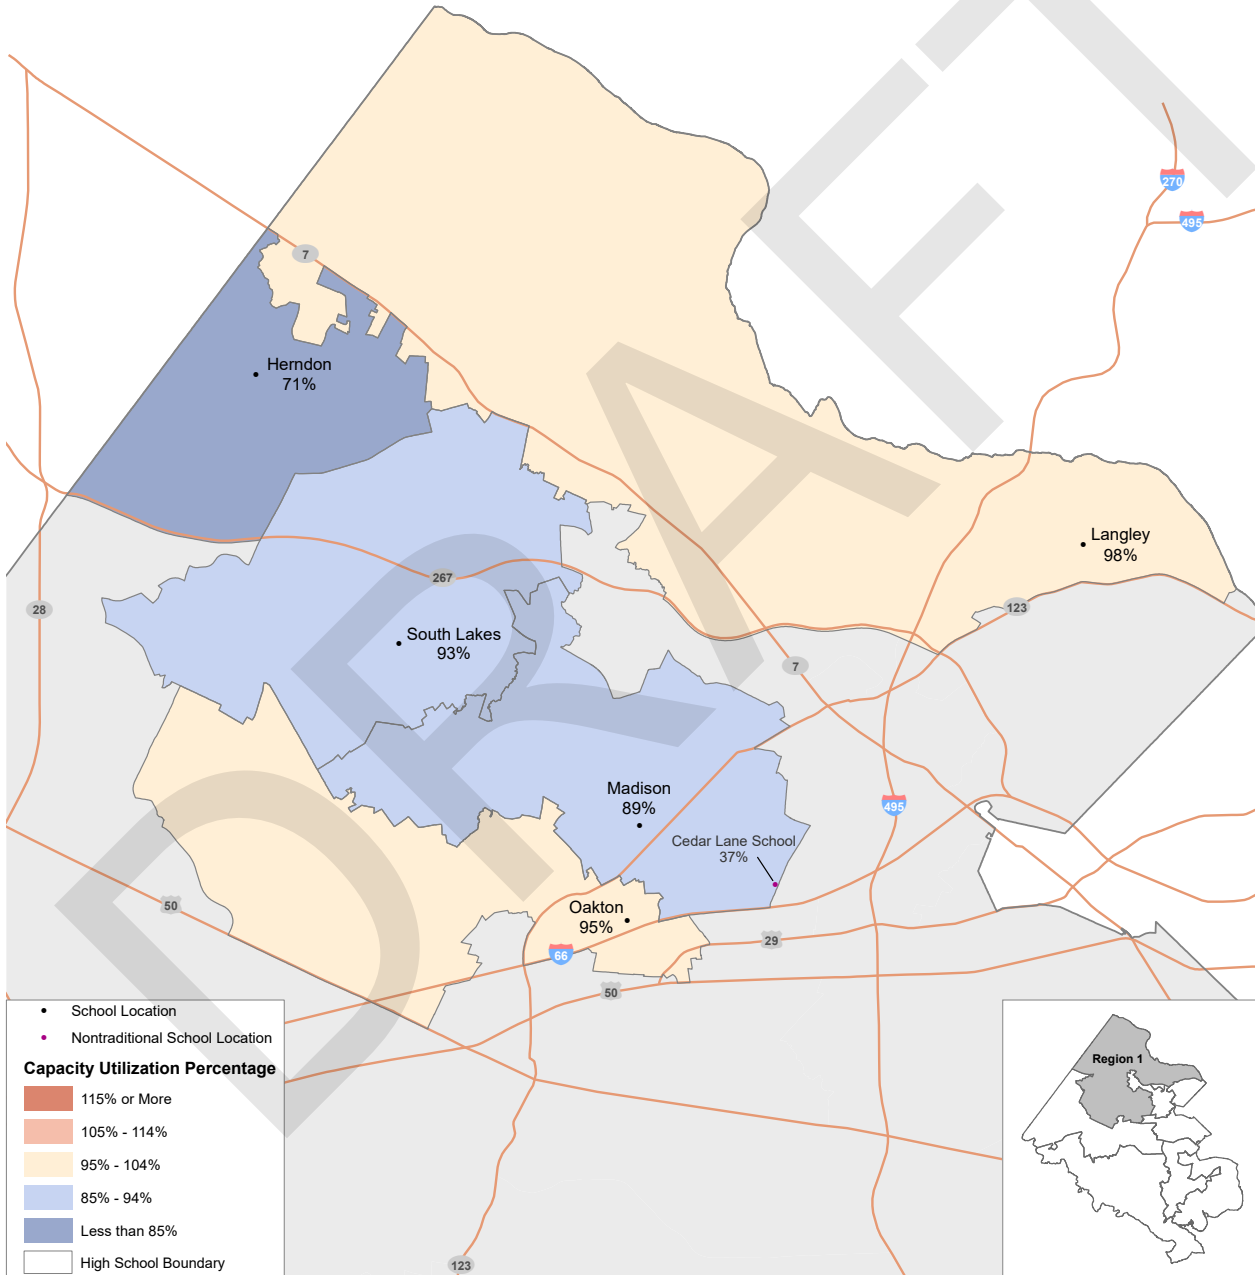 DRAFT
270
495
7
Herndon
71%
Langley
98%
267
28
123
South Lakes
93%
7
Madison
89%
495
Cedar Lane School
37%
50
Oakton
95%
29
66
50
School Location
Nontraditional School Location
Capacity Utilization Percentage
115% or More
105% - 114%
95% - 104%
85% - 94%
Less than 85%
High School Boundary
123
Region 1